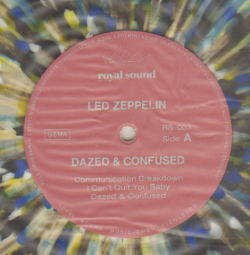 royal sound
LED ZEPPELIN
GEMA
RS 003
Side A
DAZED & CONFUSED
Communication Breakdown
I Can't Quit You Baby
Dazed & Confused